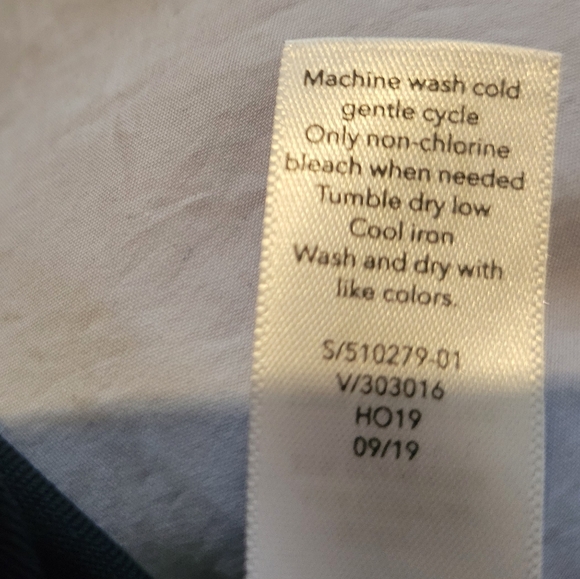 Machine wash cold
gentle cycle
Only non-chlorine
bleach when needed
Tumble dry low
Cool iron
Wash and dry with
like colors.
S/510279-01
V/303016
HO19
09/19